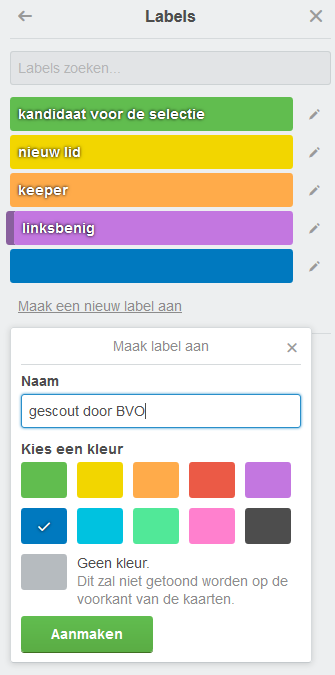 Labels
Labels zoeken...
kandidaat voor de selectie
nieuw lid
keeper
linksbenig
Maak een nieuw label aan
Maak label aan
Naam
gescout door BVO
Kies een kleur
Geen kleur.
Dit zal niet getoond worden op de
voorkant van de kaarten.
Aanmaken